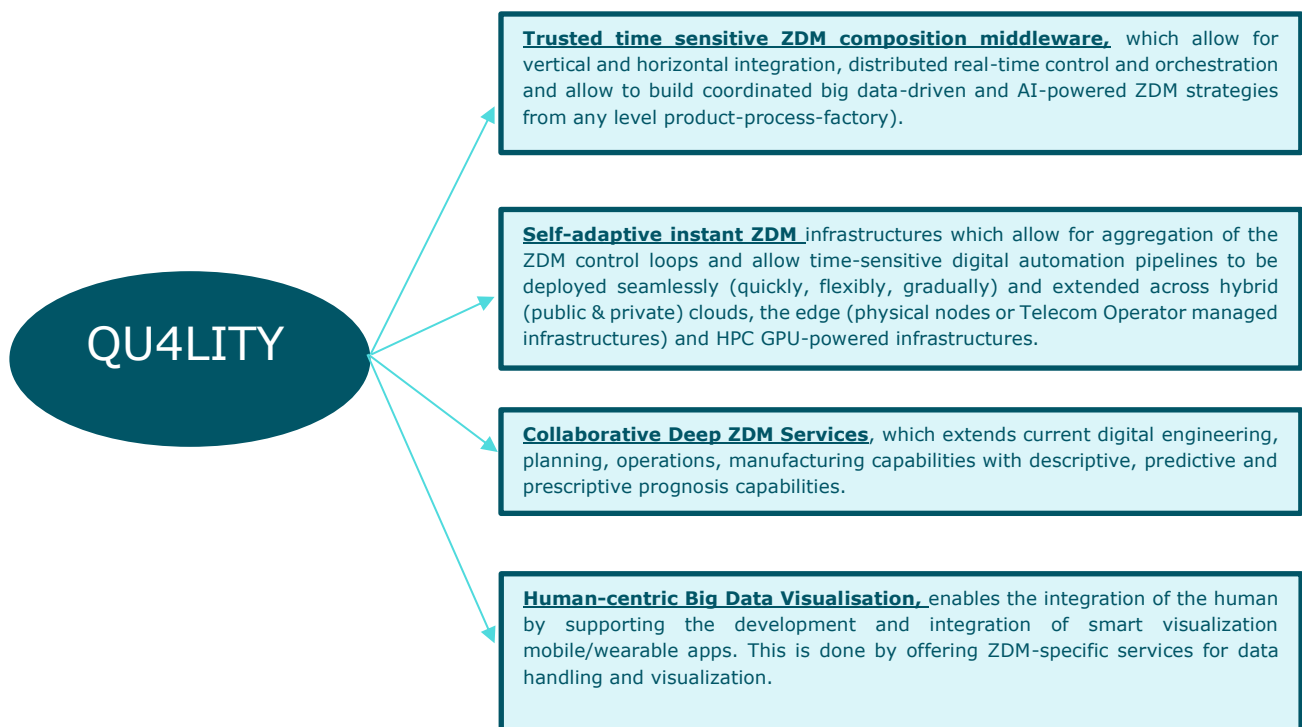 QU4LITY
Trusted time sensitive ZDM composition middleware, which allow for
vertical and horizontal integration, distributed real-time control and orchestration
and allow to build coordinated big data-driven and AI-powered ZDM strategies
from any level product-process-factory).
Self-adaptive instant ZDM infrastructures which allow for aggregation of the
ZDM control loops and allow time-sensitive digital automation pipelines to be
deployed seamlessly (quickly, flexibly, gradually) and extended across hybrid
(public & private) clouds, the edge (physical nodes or Telecom Operator managed
infrastructures) and HPC GPU-powered infrastructures.
Collaborative Deep ZDM Services, which extends current digital engineering,
planning, operations, manufacturing capabilities with descriptive, predictive and
prescriptive prognosis capabilities.
Human-centric Big Data Visualisation, enables the integration of the human
by supporting the development and integration of smart visualization
mobile/wearable apps. This is done by offering ZDM-specific services for data
handling and visualization.